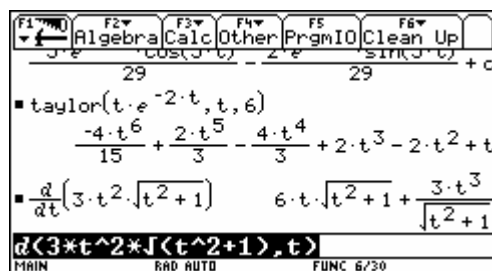 F1 F2 F3 F4 F5 F6
Algebra Calc Other PrgmIO Clean Up
29 - 29 + c
taylor(t·e^-2·t,t,6)
-4·t^6/15 + 2·t^5/3 - 4·t^4/3 + 2·t^3 - 2·t^2 + t
d/dt(3·t^2·√(t^2+1)) 6·t·√(t^2+1) + 3·t^3/√(t^2+1
d(3*t^2*√(t^2+1),t)
MAIN RAD AUTO FUNC 6/30